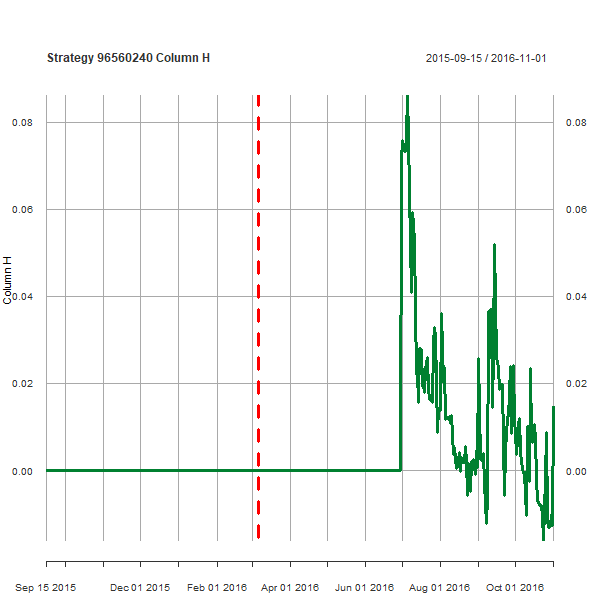 Strategy 96560240 Column H
2015-09-15 / 2016-11-01
0.08 0.08
0.06 0.06
0.04 0.04
0.02 0.02
0.00 0.00
Column H
Sep 15 2015 Dec 01 2015 Feb 01 2016 Apr 01 2016 Jun 01 2016 Aug 01 2016 Oct 01 2016